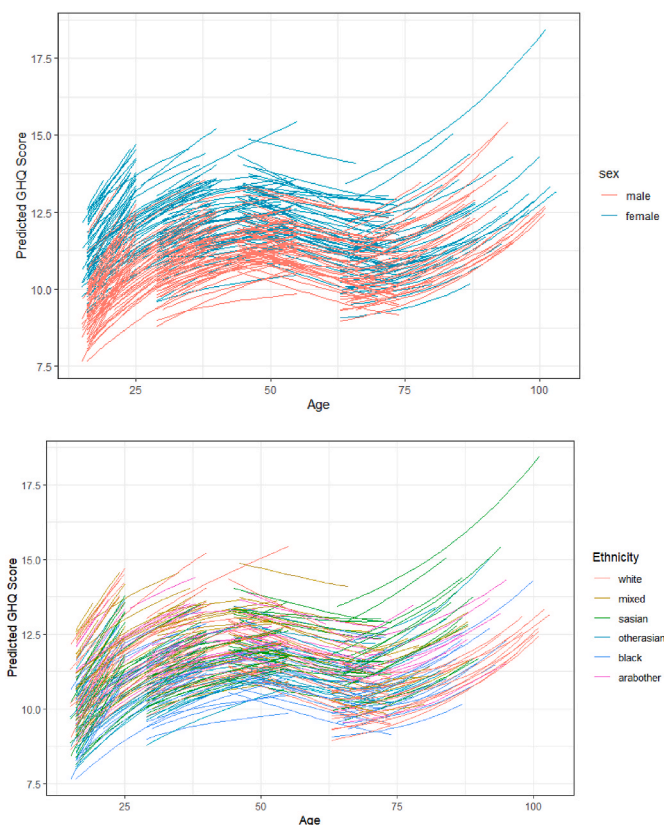 17.5
15.0
12.5
10.0
7.5
Predicted GHQ Score
25
50
75
100
Age
sex
male
female
17.5
15.0
12.5
10.0
7.5
Predicted GHQ Score
25
50
75
100
Age
Ethnicity
white
mixed
sasian
otherasian
black
arabother